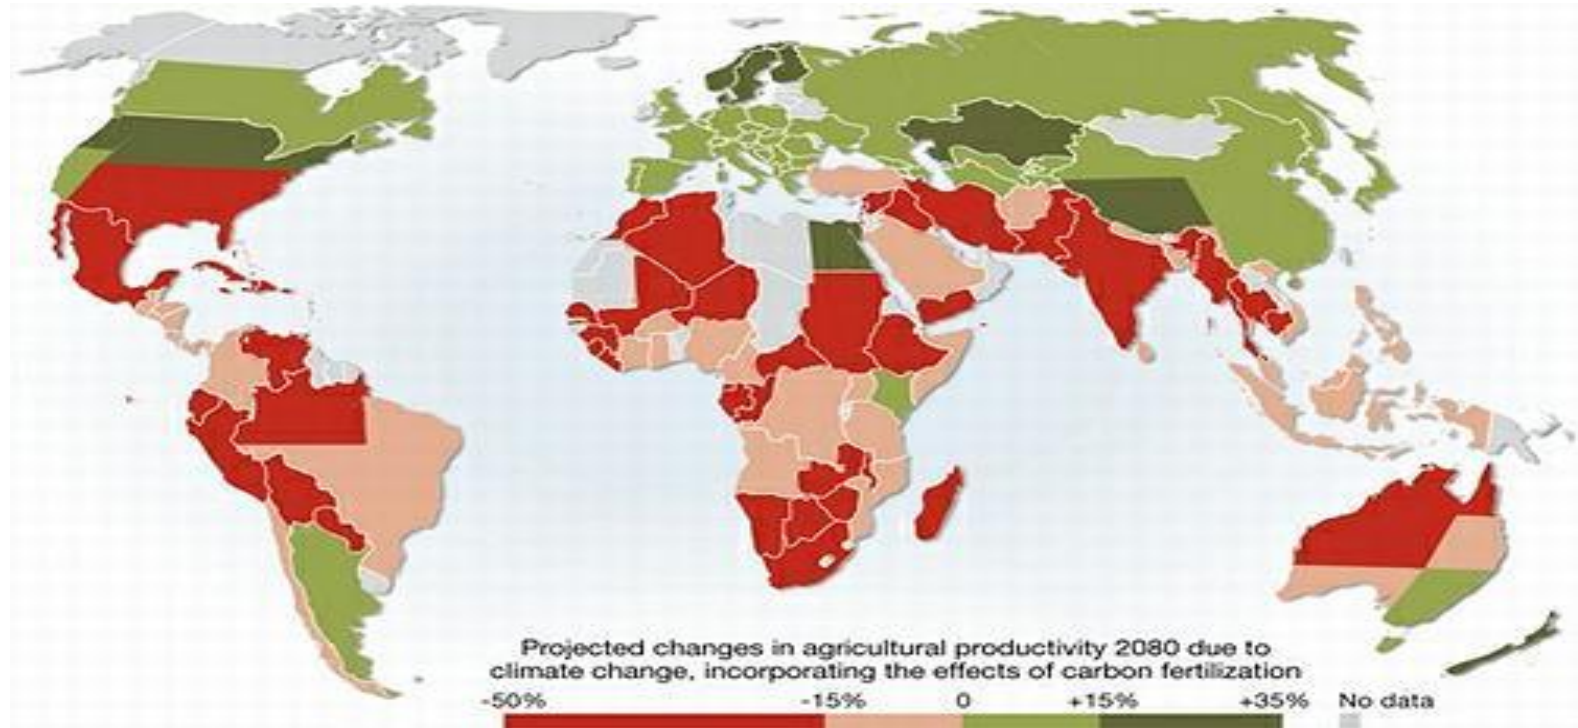 Projected changes in agricultural productivity 2080 due to
climate change, incorporating the effects of carbon fertilization
-50% -15% 0 +15% +35% No data